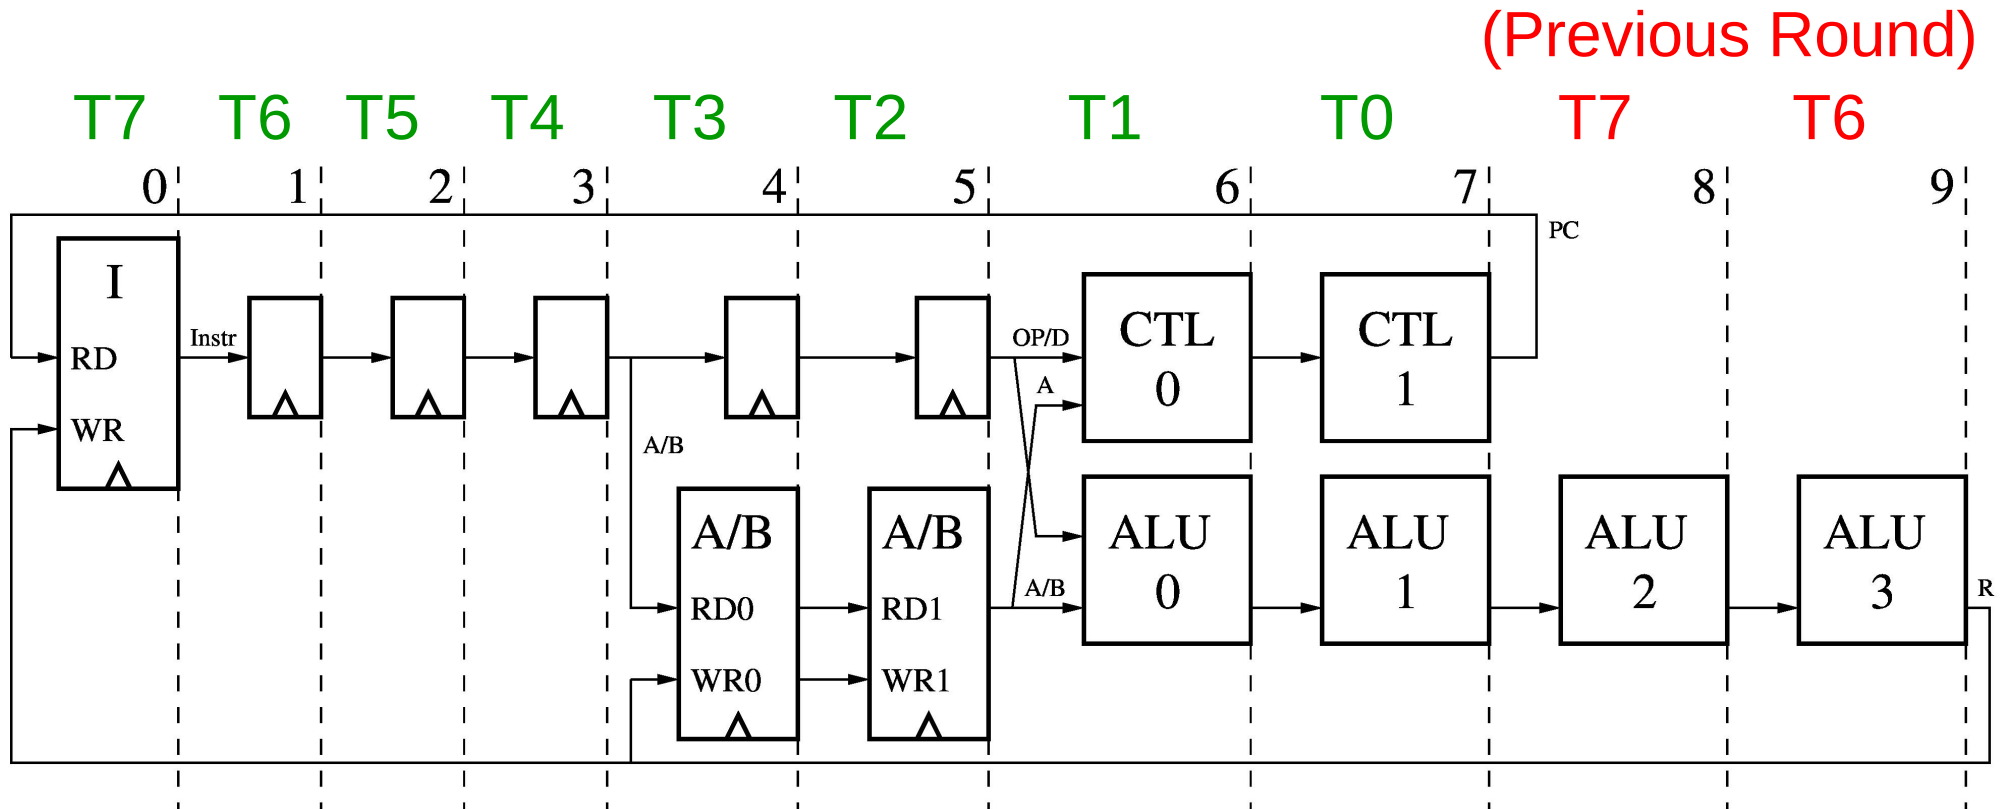 (Previous Round)
T7 T6 T5 T4 T3 T2 T1 T0 T7 T6
0 1 2 3 4 5 6 7 8 9
PC
I
RD
WR
Instr
A/B
OP/D
A
A/B
CTL
0
CTL
1
A/B
RD0
WR0
A/B
RD1
WR1
ALU
0
ALU
1
ALU
2
ALU
3
R